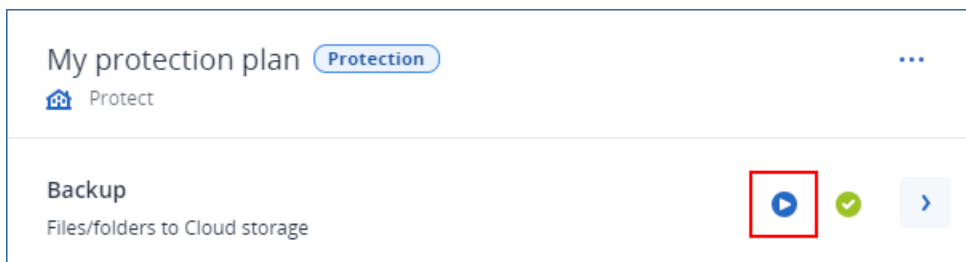 My protection plan Protection
Protect
Backup
Files/folders to Cloud storage